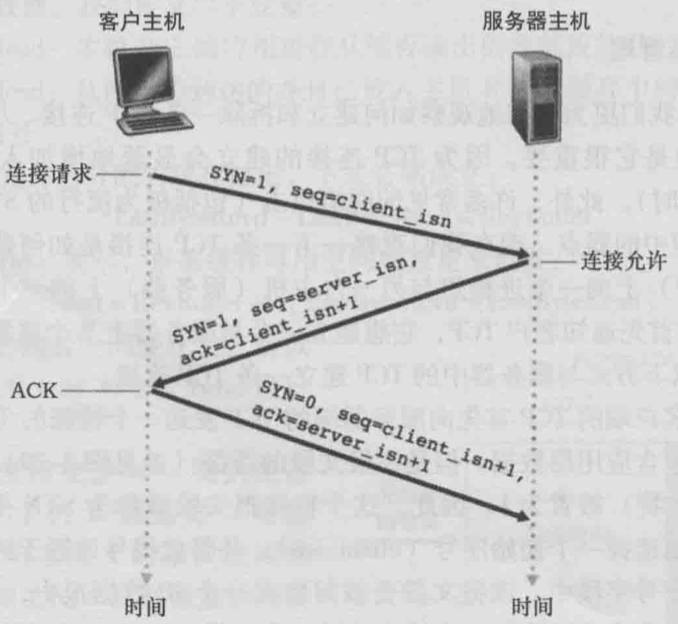 客户主机
服务器主机
连接请求
SYN=1, seq=client_isn
连接允许
SYN=1, seq=server_isn,
ack=client_isn+1
ACK
SYN=0, seq=client_isn+1,
ack=server_isn+1
时间
时间